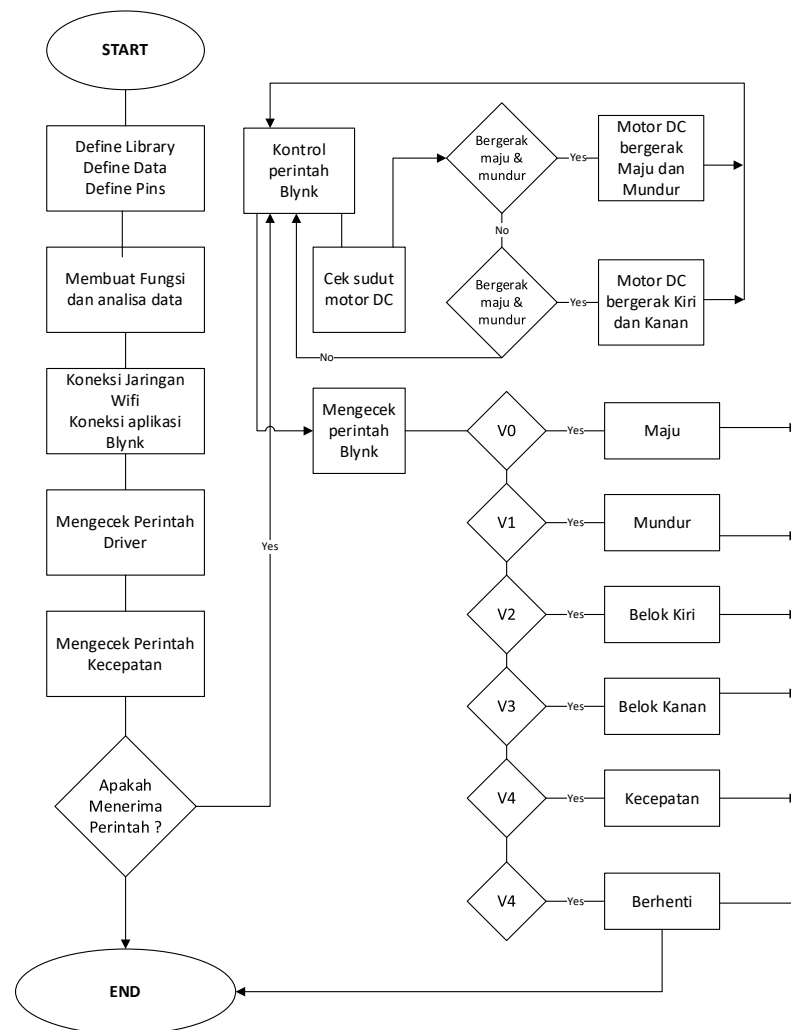 START
Define Library
Define Data
Define Pins
Membuat Fungsi
dan analisa data
Koneksi Jaringan
Wifi
Koneksi aplikasi
Blynk
Mengecek Perintah
Driver
Mengecek Perintah
Kecepatan
Apakah
Menerima
Perintah ?
Yes
END
Kontrol
perintah
Blynk
Cek sudut
motor DC
Bergerak
maju &
mundur
Yes
Motor DC
bergerak
Maju dan
Mundur
No
Bergerak
maju &
mundur
Yes
Motor DC
bergerak Kiri
dan Kanan
No
Mengecek
perintah
Blynk
V0
Yes
Maju
V1
Yes
Mundur
V2
Yes
Belok Kiri
V3
Yes
Belok Kanan
V4
Yes
Kecepatan
V4
Yes
Berhenti